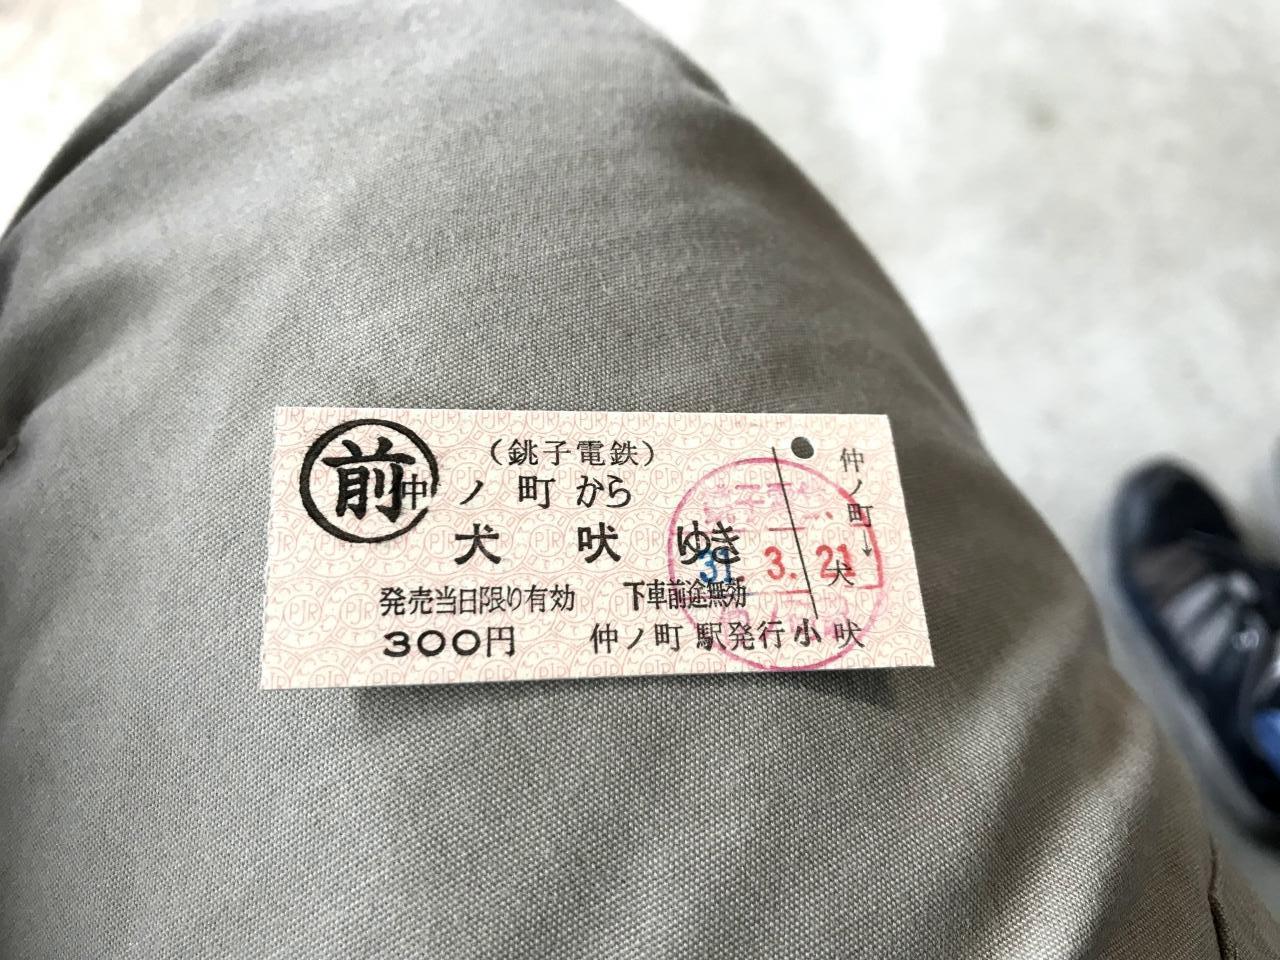 前
（銚子電鉄）
仲ノ町から
犬吠ゆき
発売当日限り有効 下車前途無効
300円 仲ノ町駅発行
小
31. 3. 21
仲ノ町→犬吠